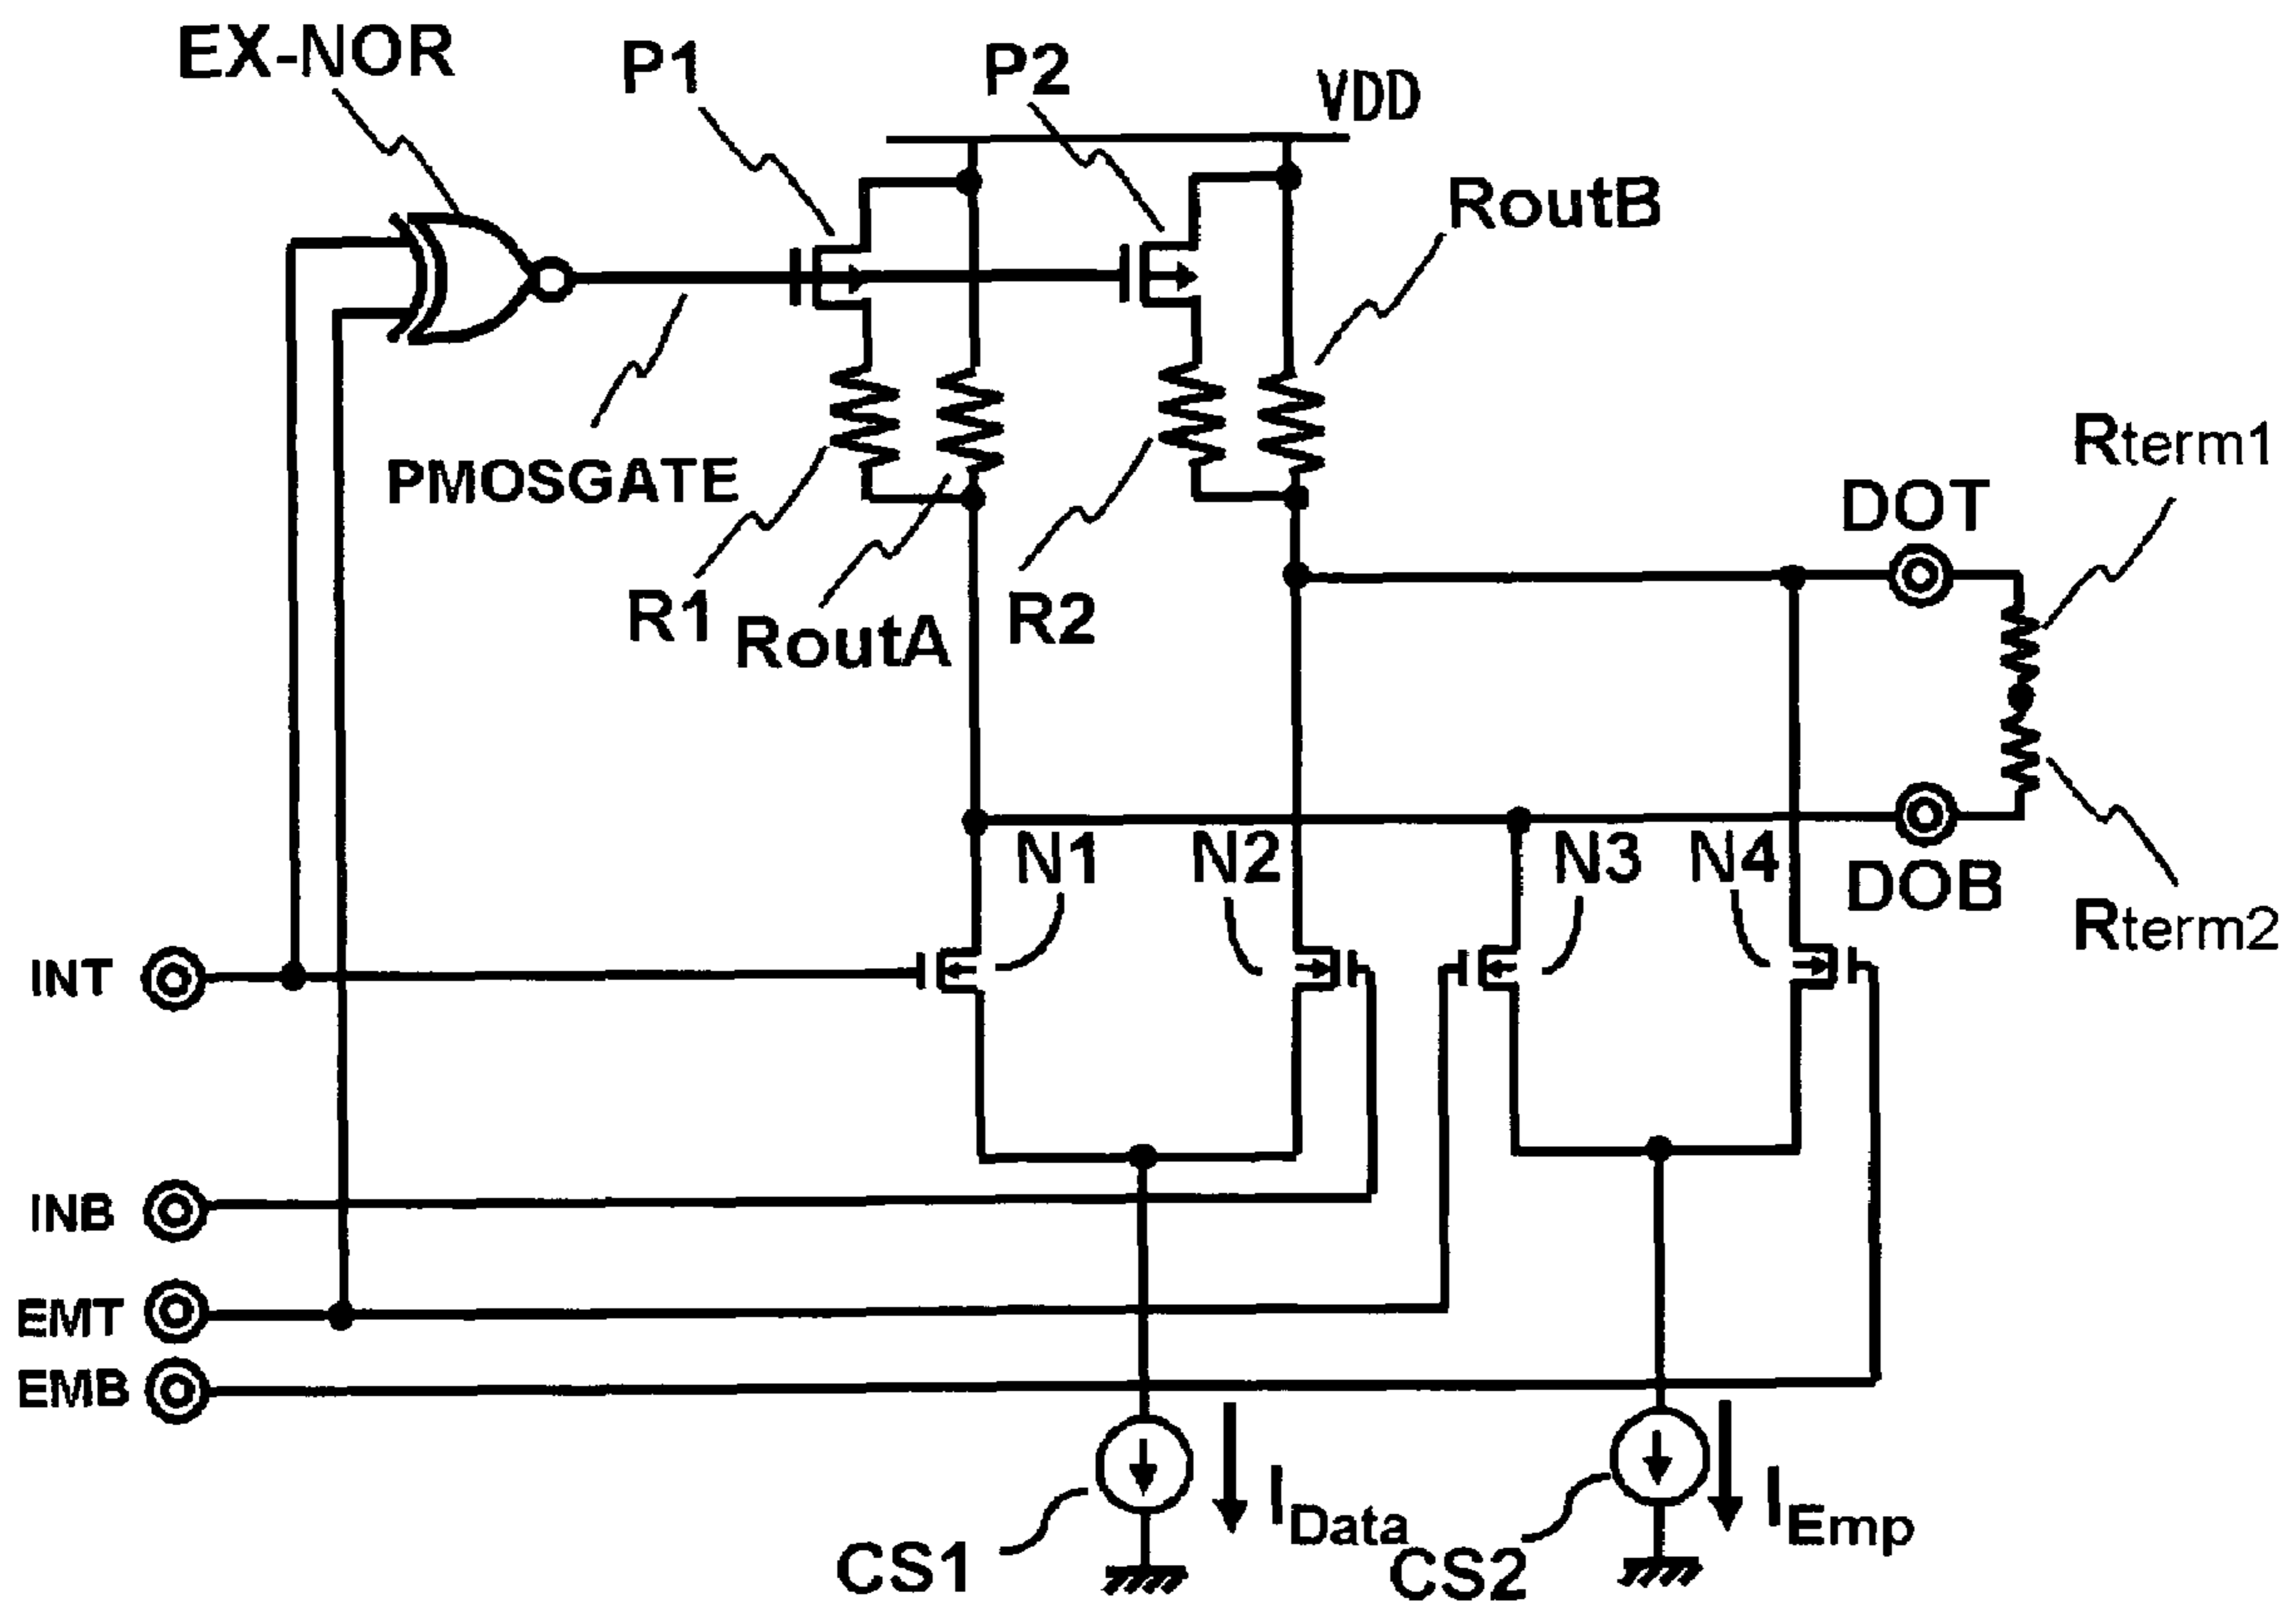 EX-NOR
P1
P2
VDD
RoutB
Rterm1
PMOSGATE
DOT
R1
RoutA
R2
N1
N2
N3
N4
DOB
Rterm2
INT
INB
EMT
EMB
CS1
IData
CS2
IEmp